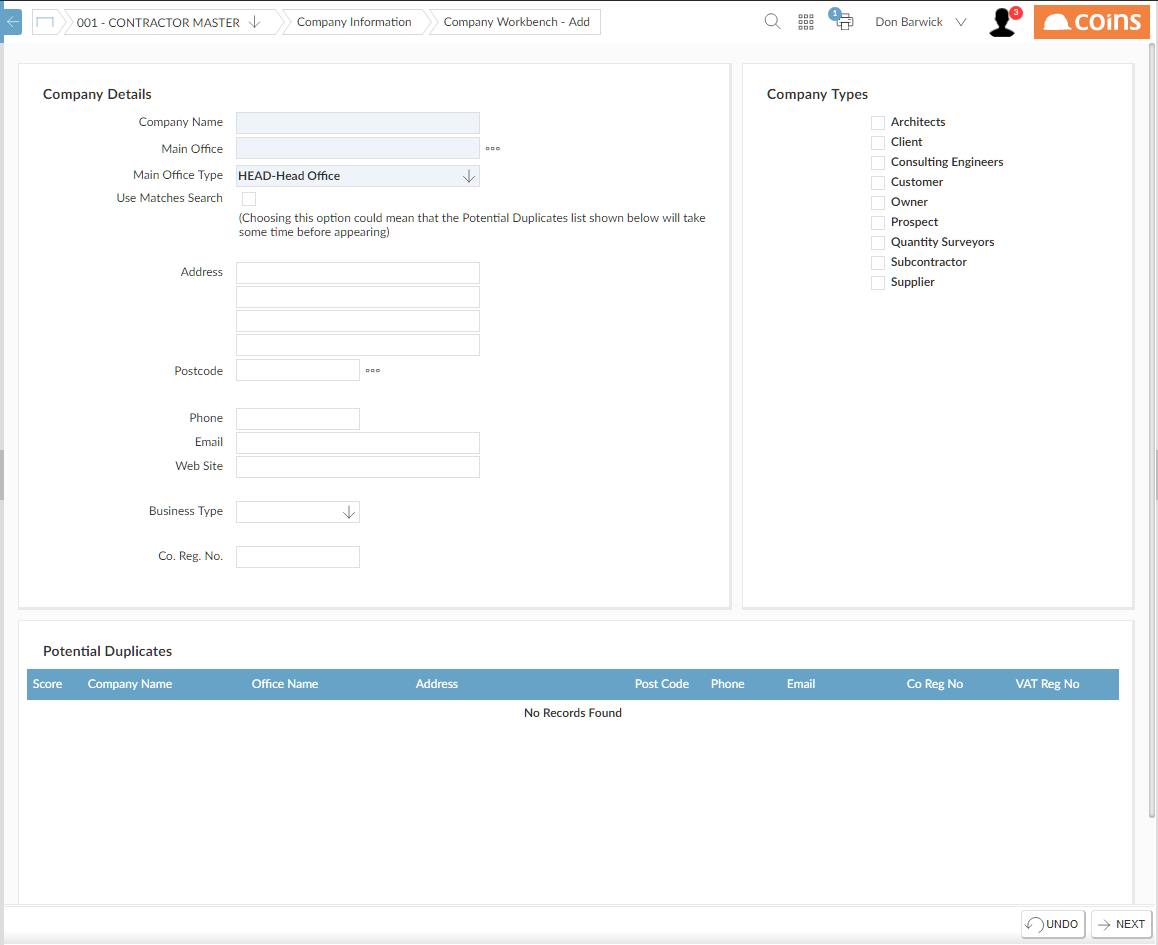 001 - CONTRACTOR MASTER
Company Information
Company Workbench - Add
1
Don Barwick
3
coins
Company Details
Company Name
Main Office
Main Office Type HEAD-Head Office
Use Matches Search
(Choosing this option could mean that the Potential Duplicates list shown below will take
some time before appearing)
Address
Postcode
Phone
Email
Web Site
Business Type
Co. Reg. No.
Company Types
Architects
Client
Consulting Engineers
Customer
Owner
Prospect
Quantity Surveyors
Subcontractor
Supplier
Potential Duplicates
Score Company Name Office Name Address Post Code Phone Email Co Reg No VAT Reg No
No Records Found
UNDO
NEXT